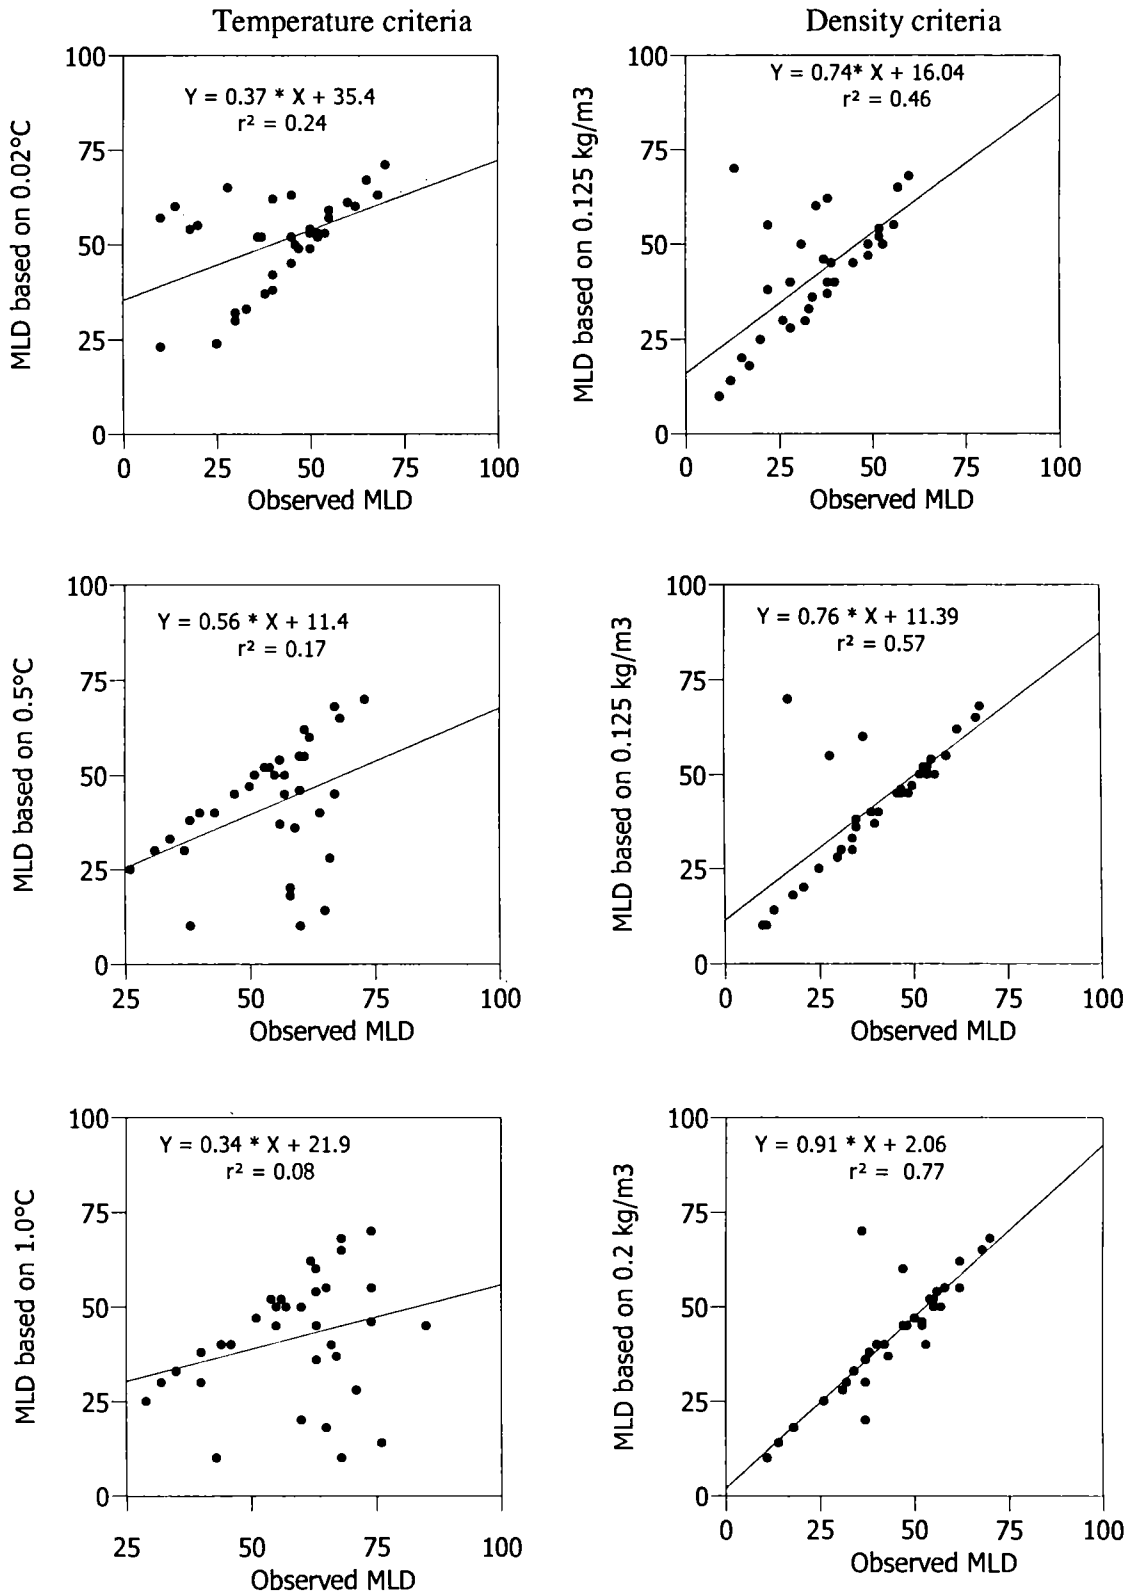 Temperature criteria
Density criteria
MLD based on 0.02°C
100
75
50
25
0
Y = 0.37 * X + 35.4
r² = 0.24
0 25 50 75 100
Observed MLD
MLD based on 0.125 kg/m3
100
75
50
25
0
Y = 0.74* X + 16.04
r² = 0.46
0 25 50 75 100
Observed MLD
MLD based on 0.5°C
100
75
50
25
0
Y = 0.56 * X + 11.4
r² = 0.17
25 50 75 100
Observed MLD
MLD based on 0.125 kg/m3
100
75
50
25
0
Y = 0.76 * X + 11.39
r² = 0.57
0 25 50 75 100
Observed MLD
MLD based on 1.0°C
100
75
50
25
0
Y = 0.34 * X + 21.9
r² = 0.08
25 50 75 100
Observed MLD
MLD based on 0.2 kg/m3
100
75
50
25
0
Y = 0.91 * X + 2.06
r² = 0.77
0 25 50 75 100
Observed MLD